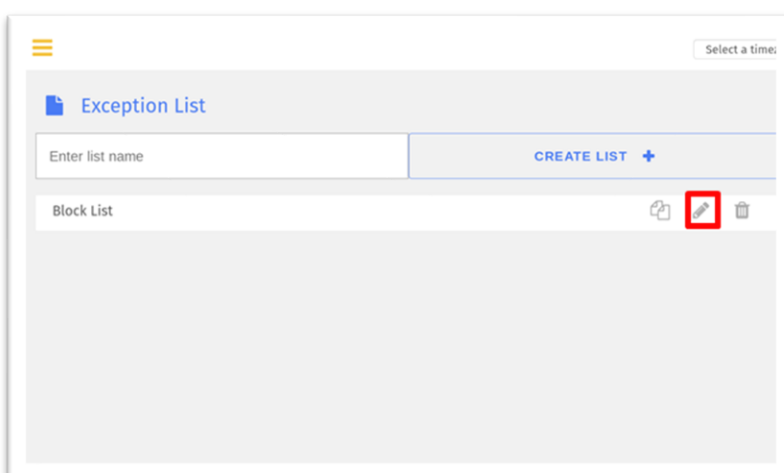 Select a time
Exception List
Enter list name
CREATE LIST
Block List